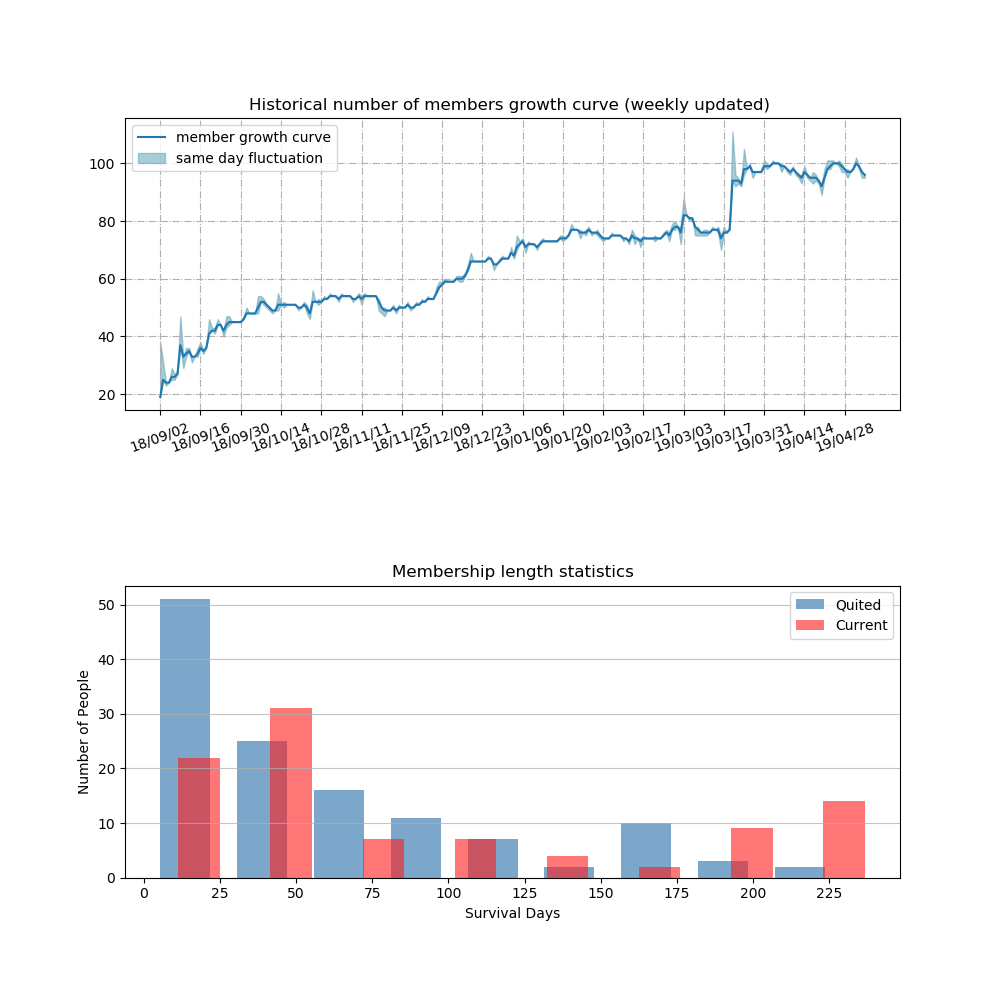 Historical number of members growth curve (weekly updated)
member growth curve
same day fluctuation
100
80
60
40
20
18/09/02 18/09/16 18/09/30 18/10/14 18/10/28 18/11/11 18/11/25 18/12/09 18/12/23 19/01/06 19/01/20 19/02/03 19/02/17 19/03/03 19/03/17 19/03/31 19/04/14 19/04/28
Membership length statistics
Quited
Current
50
40
30
20
10
0
Number of People
0 25 50 75 100 125 150 175 200 225
Survival Days